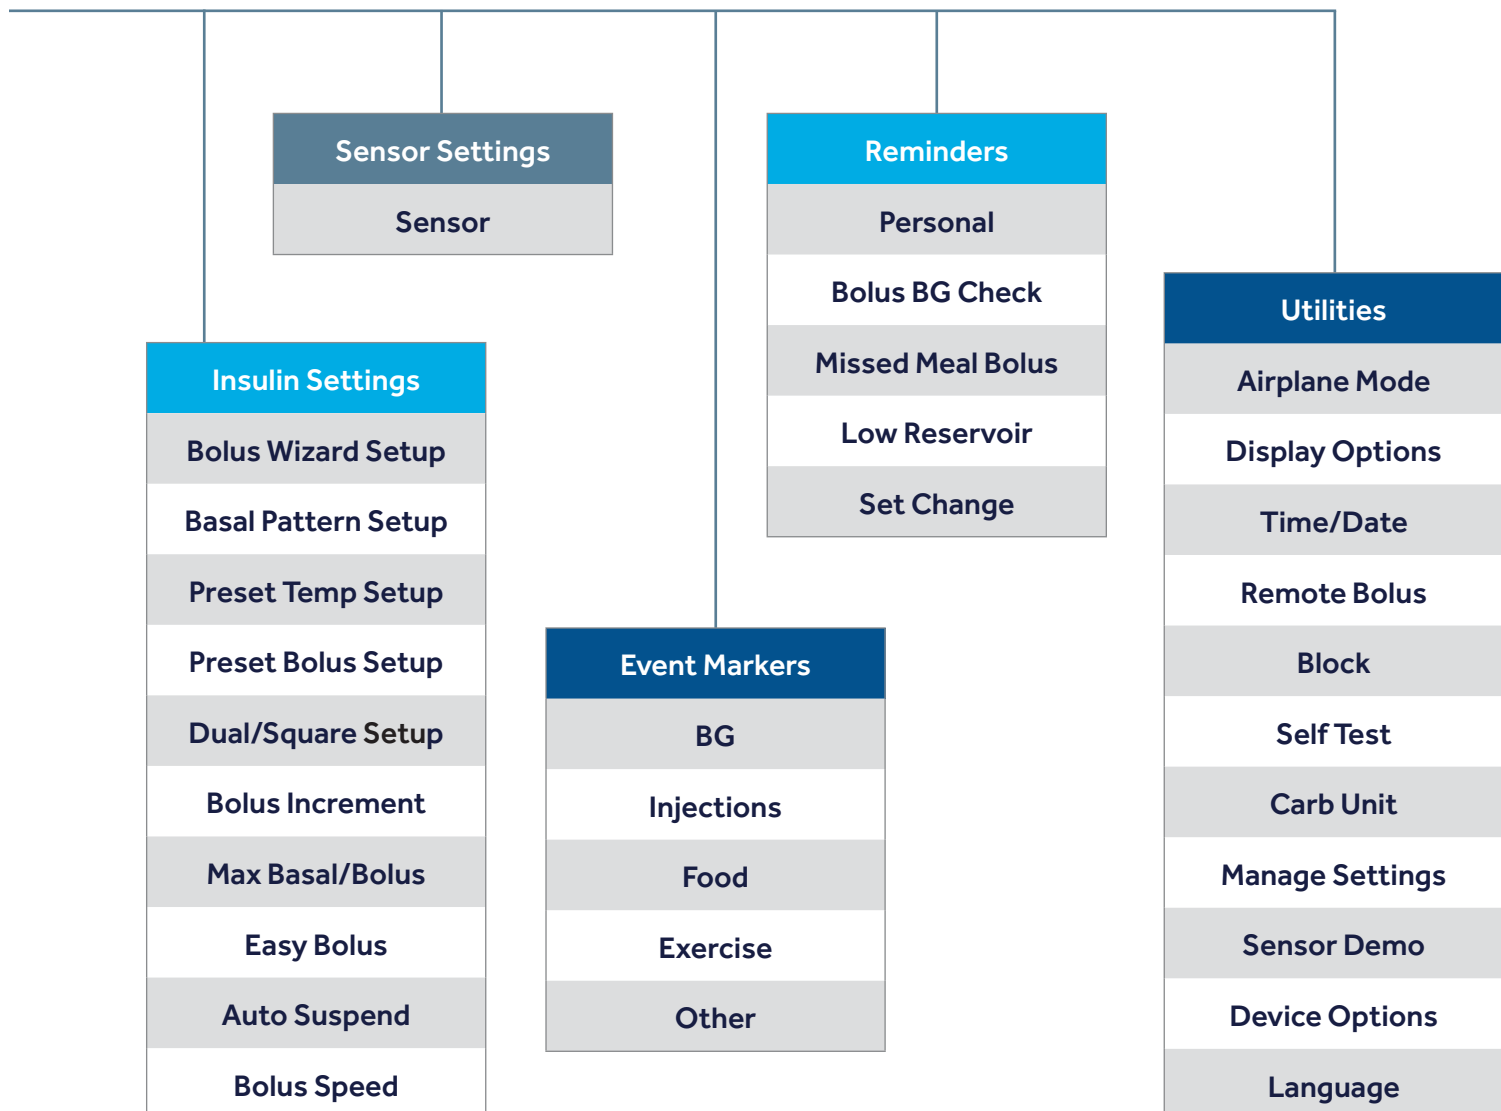 Sensor Settings
Sensor
Reminders
Personal
Bolus BG Check
Missed Meal Bolus
Low Reservoir
Set Change
Insulin Settings
Bolus Wizard Setup
Basal Pattern Setup
Preset Temp Setup
Preset Bolus Setup
Dual/Square Setup
Bolus Increment
Max Basal/Bolus
Easy Bolus
Auto Suspend
Bolus Speed
Event Markers
BG
Injections
Food
Exercise
Other
Utilities
Airplane Mode
Display Options
Time/Date
Remote Bolus
Block
Self Test
Carb Unit
Manage Settings
Sensor Demo
Device Options
Language